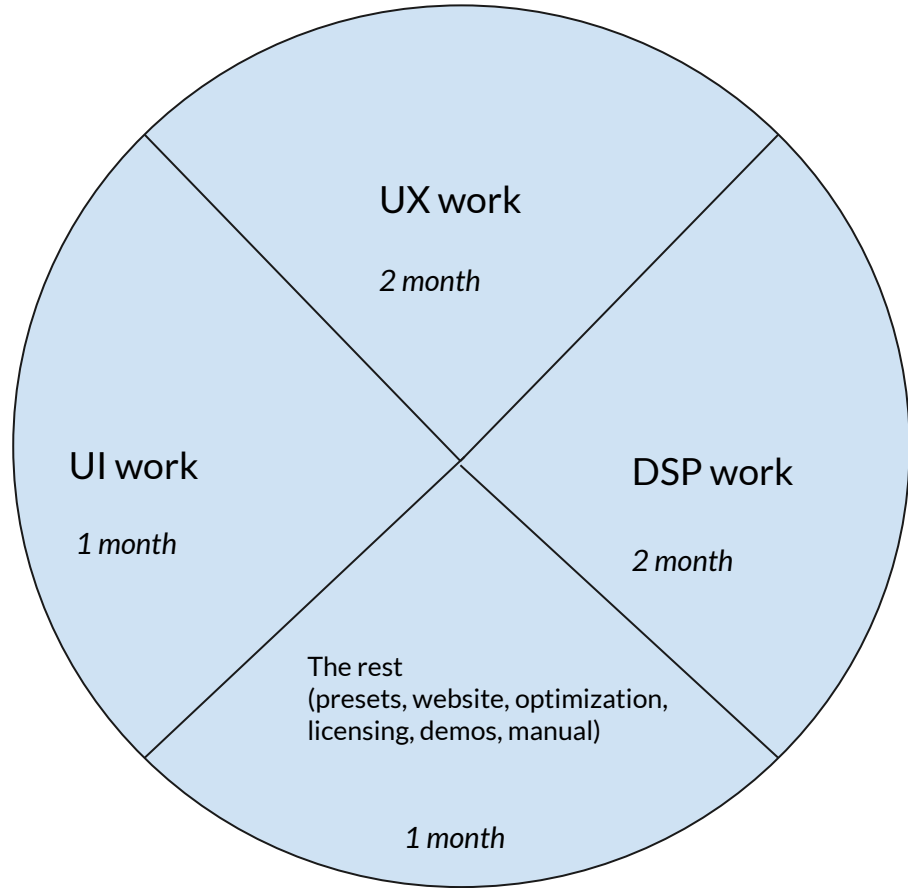 UX work
2 month
UI work
1 month
DSP work
2 month
The rest
(presets, website, optimization,
licensing, demos, manual)
1 month